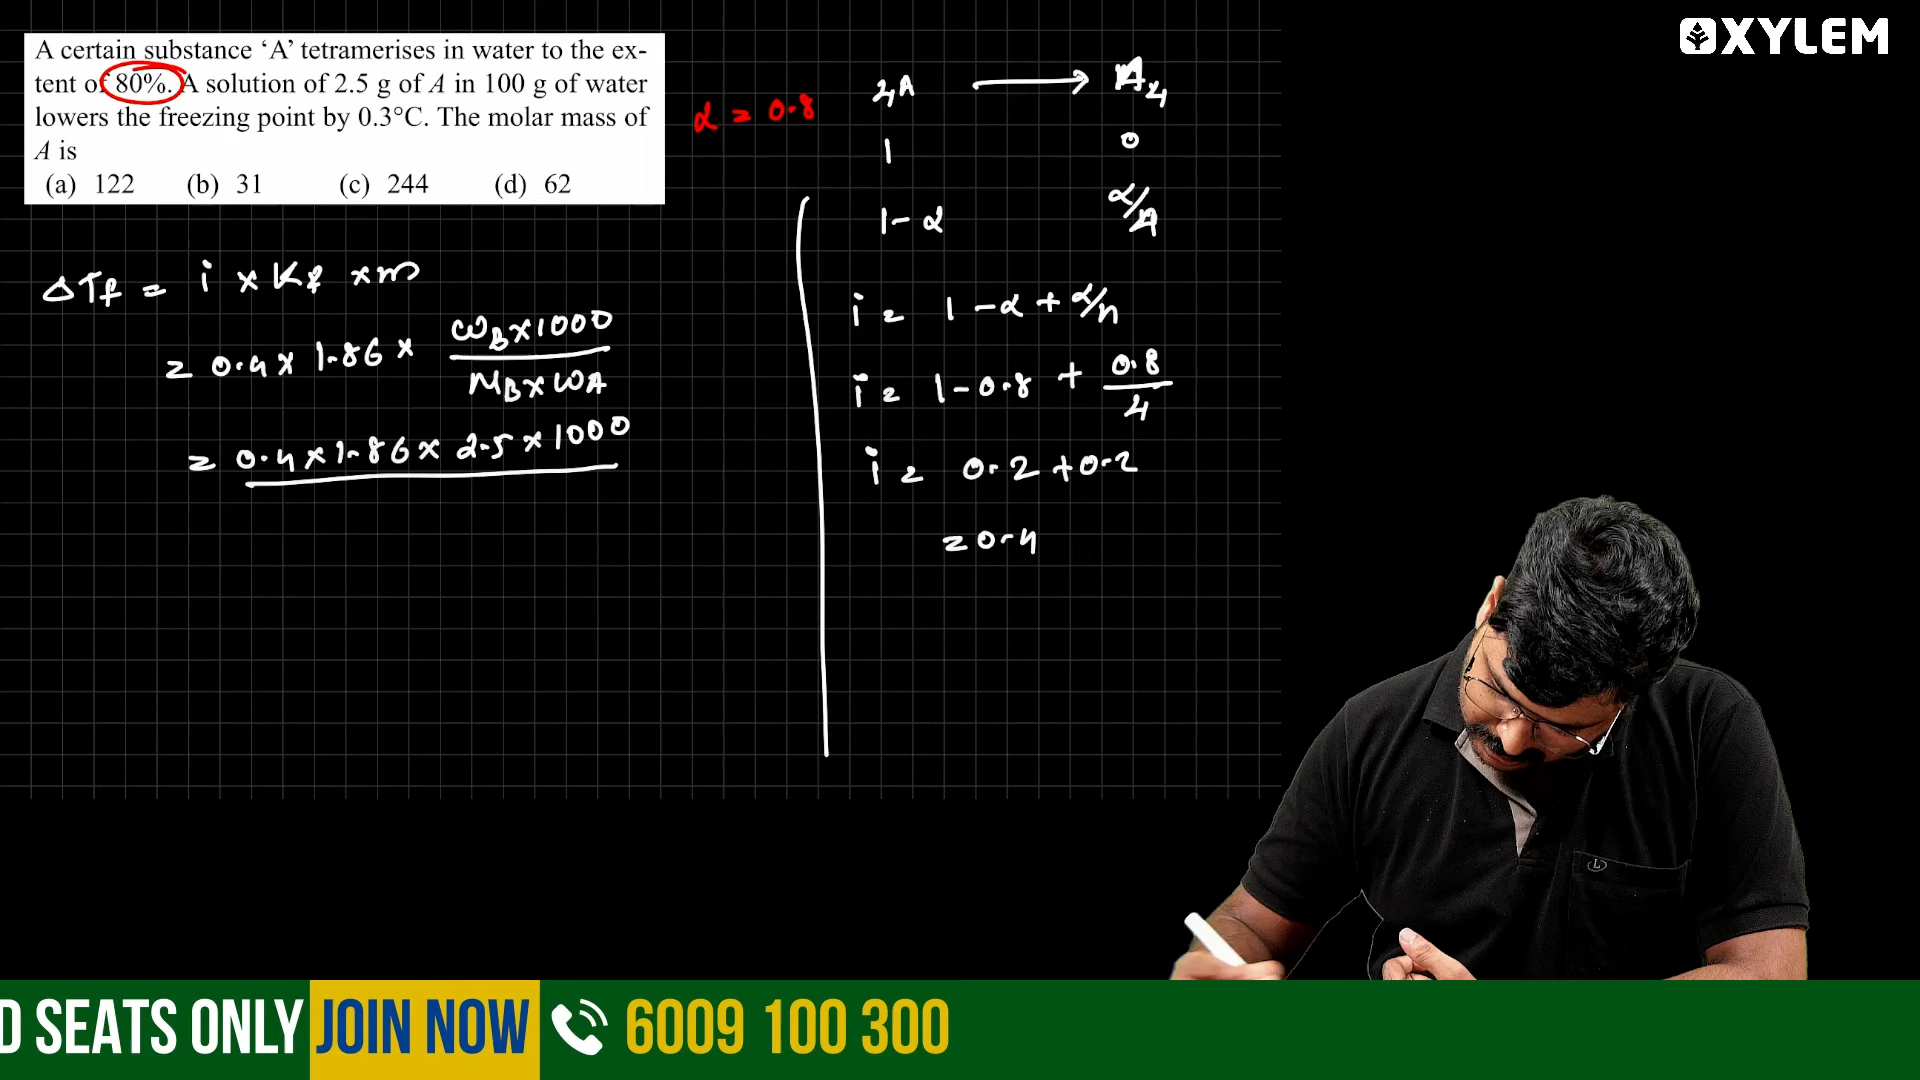 OXYLEM
A certain substance ‘A’ tetramerises in water to the ex-
tent of 80%. A solution of 2.5 g of A in 100 g of water
lowers the freezing point by 0.3°C. The molar mass of
A is
(a) 122 (b) 31 (c) 244 (d) 62
α = 0.8
4A → A4
1 0
1-α α/4
ΔTf = i × Kf × m
= 0.4 × 1.86 × WB×1000 / MB×WA
= 0.4 × 1.86 × 2.5 × 1000
i = 1 - α + α/n
i = 1 - 0.8 + 0.8/4
i = 0.2 + 0.2
= 0.4
D SEATS ONLY JOIN NOW 6009 100 300